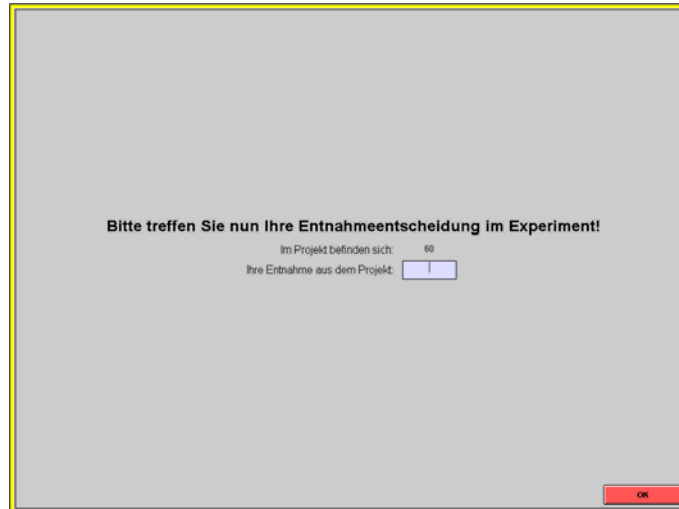 Bitte treffen Sie nun Ihre Entnahmeentscheidung im Experiment!
Im Projekt befinden sich: 60
Ihre Entnahme aus dem Projekt:
OK